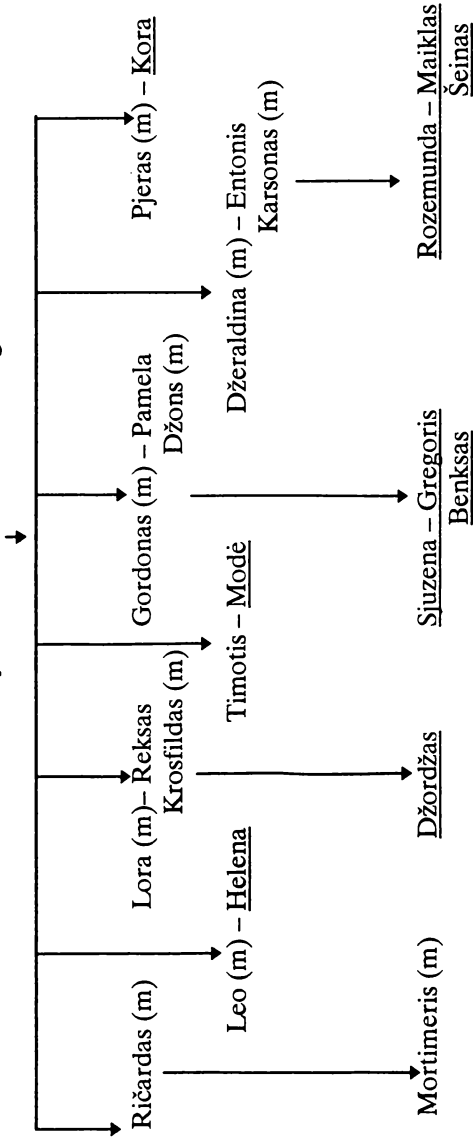 Ričardas (m)
Lora (m) – Reksas
Krosfildas (m)
Gordonas (m) – Pamela
Džons (m)
Pjeras (m) – Kora
Leo (m) – Helena
Timotis – Modė
Džeraldina (m) – Entonis
Karsonas (m)
Mortimeris (m)
Džordžas
Sjuzena – Gregoris
Benksas
Rozemunda – Maiklas
Šeinas